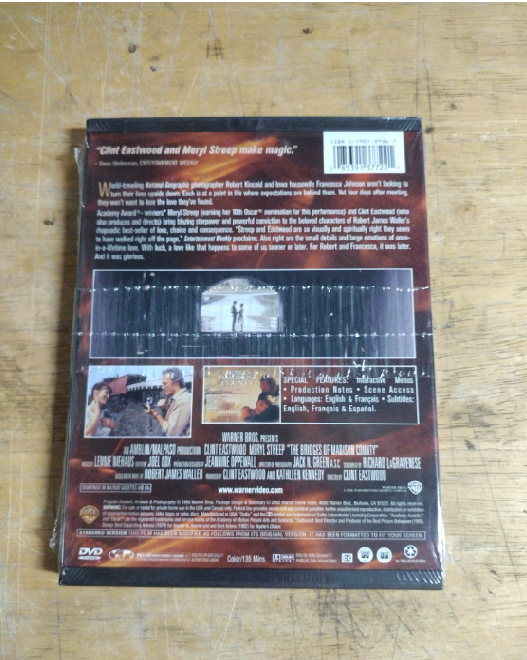 "Clint Eastwood and Meryl Streep make magic."
ENTERTAINMENT WEEKLY
World-traveling National Geographic photographer Robert Kincaid and Iowa housewife Francesca Johnson aren't looking to
turn their lives upside down. Each is at a point in life where expectations are behind them. Yet four days after meeting,
they won't want to lose the love they've found.
Academy Award®-winners* Meryl Streep (earning her 10th Oscar® nomination for this performance) and Clint Eastwood (who
also produces and directs) bring blazing starpower and powerful conviction to the beloved characters of Robert James Waller's
rhapsodic best-seller of love, choice and consequence. "Streep and Eastwood are so visually and spiritually right they seem
to have walked right off the page," Entertainment Weekly proclaims. Also right are the small details and large emotions of once-
in-a-lifetime love. With luck, a love like that happens to some of us sooner or later. For Robert and Francesca, it was later.
And it was glorious.
SPECIAL FEATURES: Interactive Menus
• Production Notes • Scene Access
• Languages: English & Français • Subtitles:
English, Français & Español.
WARNER BROS. PRESENTS
AN AMBLIN/MALPASO PRODUCTION CLINT EASTWOOD MERYL STREEP "THE BRIDGES OF MADISON COUNTY"
LENNIE NIEHAUS JOEL COX JEANNINE OPPEWALL JACK N. GREEN A.S.C. RICHARD LaGRAVENESE
ROBERT JAMES WALLER CLINT EASTWOOD AND KATHLEEN KENNEDY CLINT EASTWOOD
www.warnervideo.com
STANDARD VERSION THIS FILM HAS BEEN MODIFIED AS FOLLOWS FROM ITS ORIGINAL VERSION: IT HAS BEEN FORMATTED TO FIT YOUR SCREEN.
DVD
Color/135 Mins.